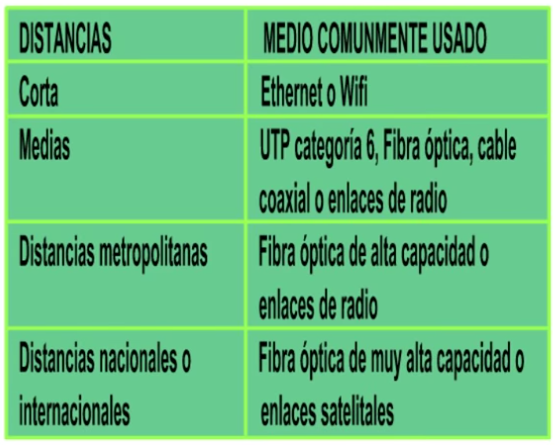 DISTANCIAS MEDIO COMUNMENTE USADO
Corta Ethernet o Wifi
Medias UTP categoría 6, Fibra óptica, cable
coaxial o enlaces de radio
Distancias metropolitanas Fibra óptica de alta capacidad o
enlaces de radio
Distancias nacionales o Fibra óptica de muy alta capacidad o
internacionales enlaces satelitales